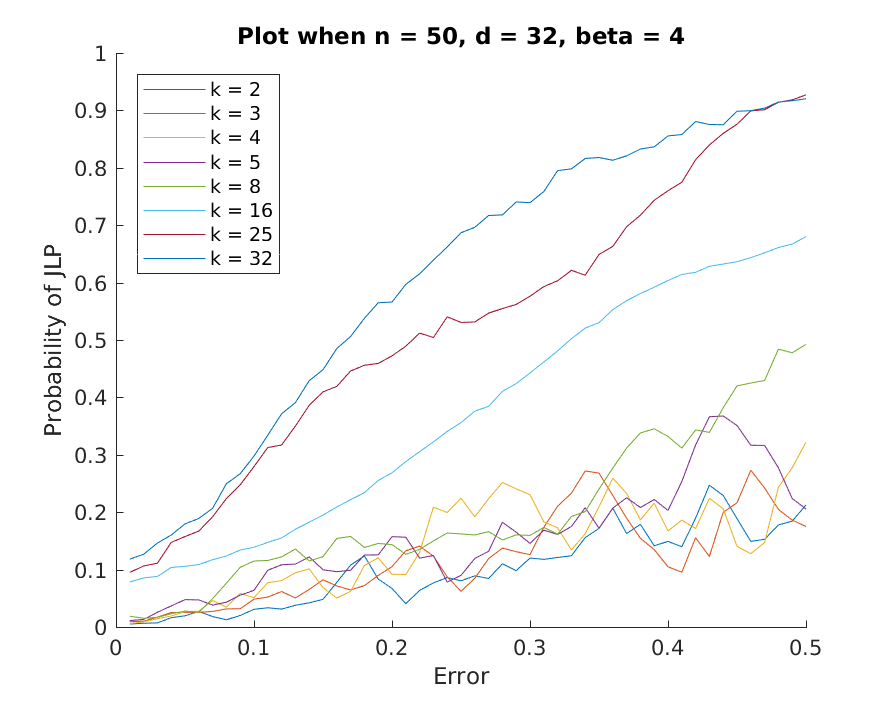 Plot when n = 50, d = 32, beta = 4
1
0.9
0.8
0.7
0.6
0.5
0.4
0.3
0.2
0.1
0
k = 2
k = 3
k = 4
k = 5
k = 8
k = 16
k = 25
k = 32
Probability of JLP
0
0.1
0.2
0.3
0.4
0.5
Error